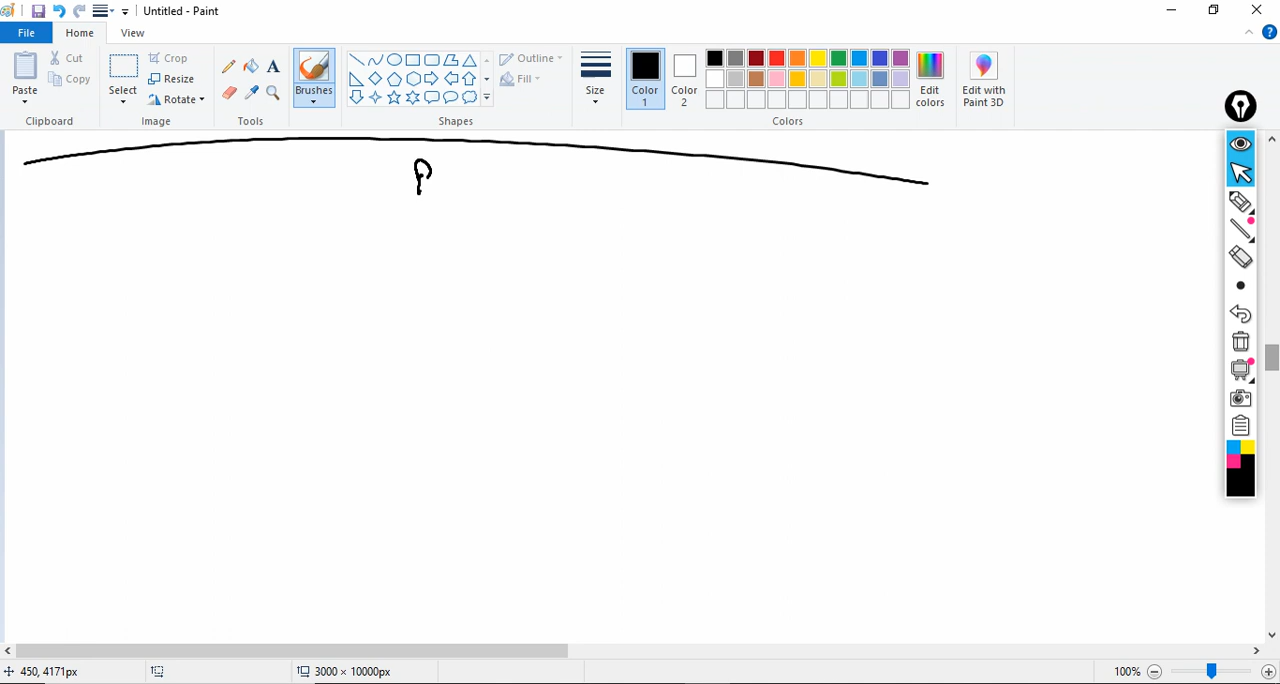 Untitled - Paint
File Home View
Paste Cut Copy
Clipboard
Select Crop Resize Rotate
Image
Tools
Brushes
Outline Fill
Shapes
Size
Color 1
Color 2
Edit colors
Colors
Edit with Paint 3D
P
450, 4171px
3000 × 10000px
100%